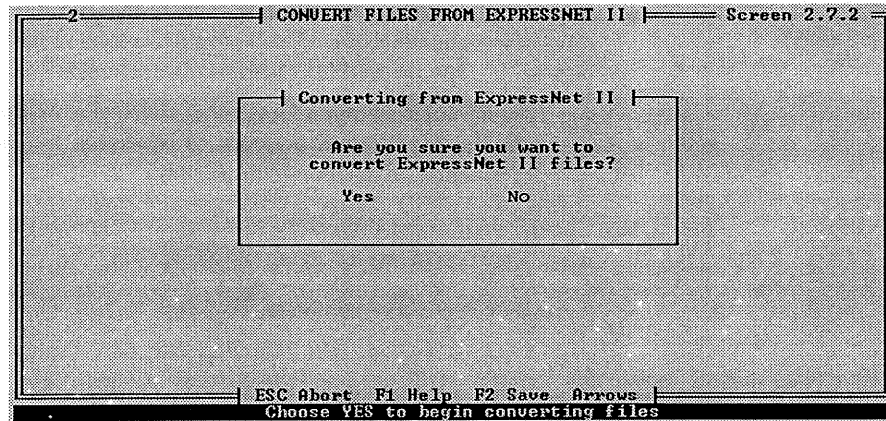 2 CONVERT FILES FROM EXPRESSNET II Screen 2.7.2
Converting from ExpressNet II
Are you sure you want to
convert ExpressNet II files?
Yes No
ESC Abort F1 Help F2 Save Arrows
Choose YES to begin converting files